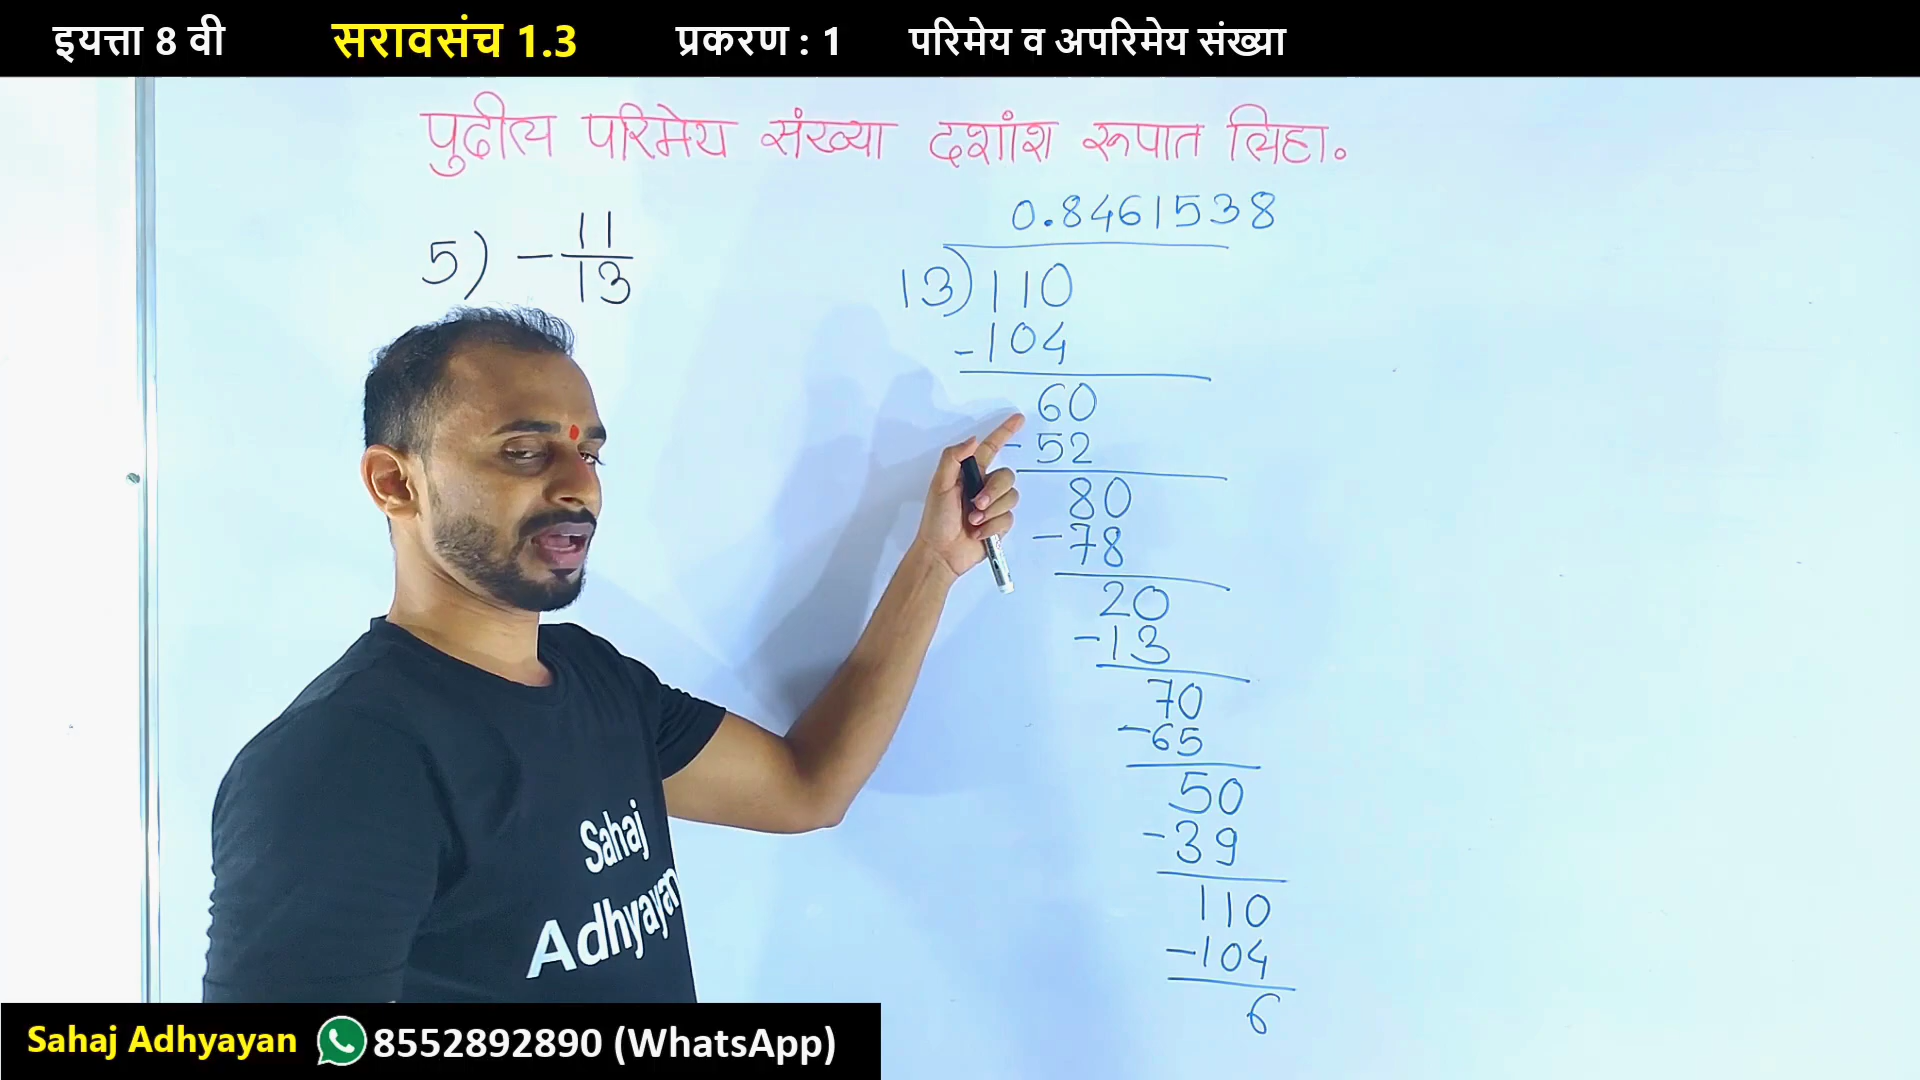 इयत्ता 8 वी सरावसंच 1.3 प्रकरण : 1 परिमेय व अपरिमेय संख्या
पुढील परिमेय संख्या दशांश रूपात लिहा.
5) - 11/13
0.8461538
13)110
-104
60
-52
80
-78
20
-13
70
-65
50
-39
110
-104
6
Sahaj
Adhyayan
Sahaj Adhyayan 8552892890 (WhatsApp)